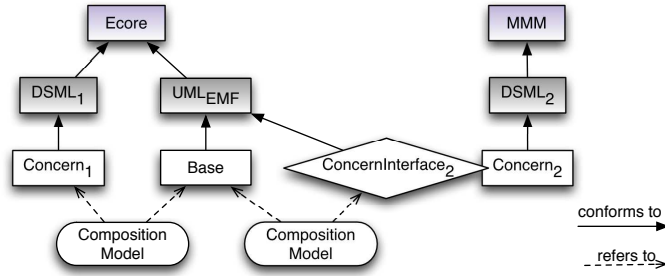 Ecore
MMM
DSML1
UMLEMF
DSML2
Concern1
Base
ConcernInterface2
Concern2
Composition
Model
Composition
Model
conforms to
refers to